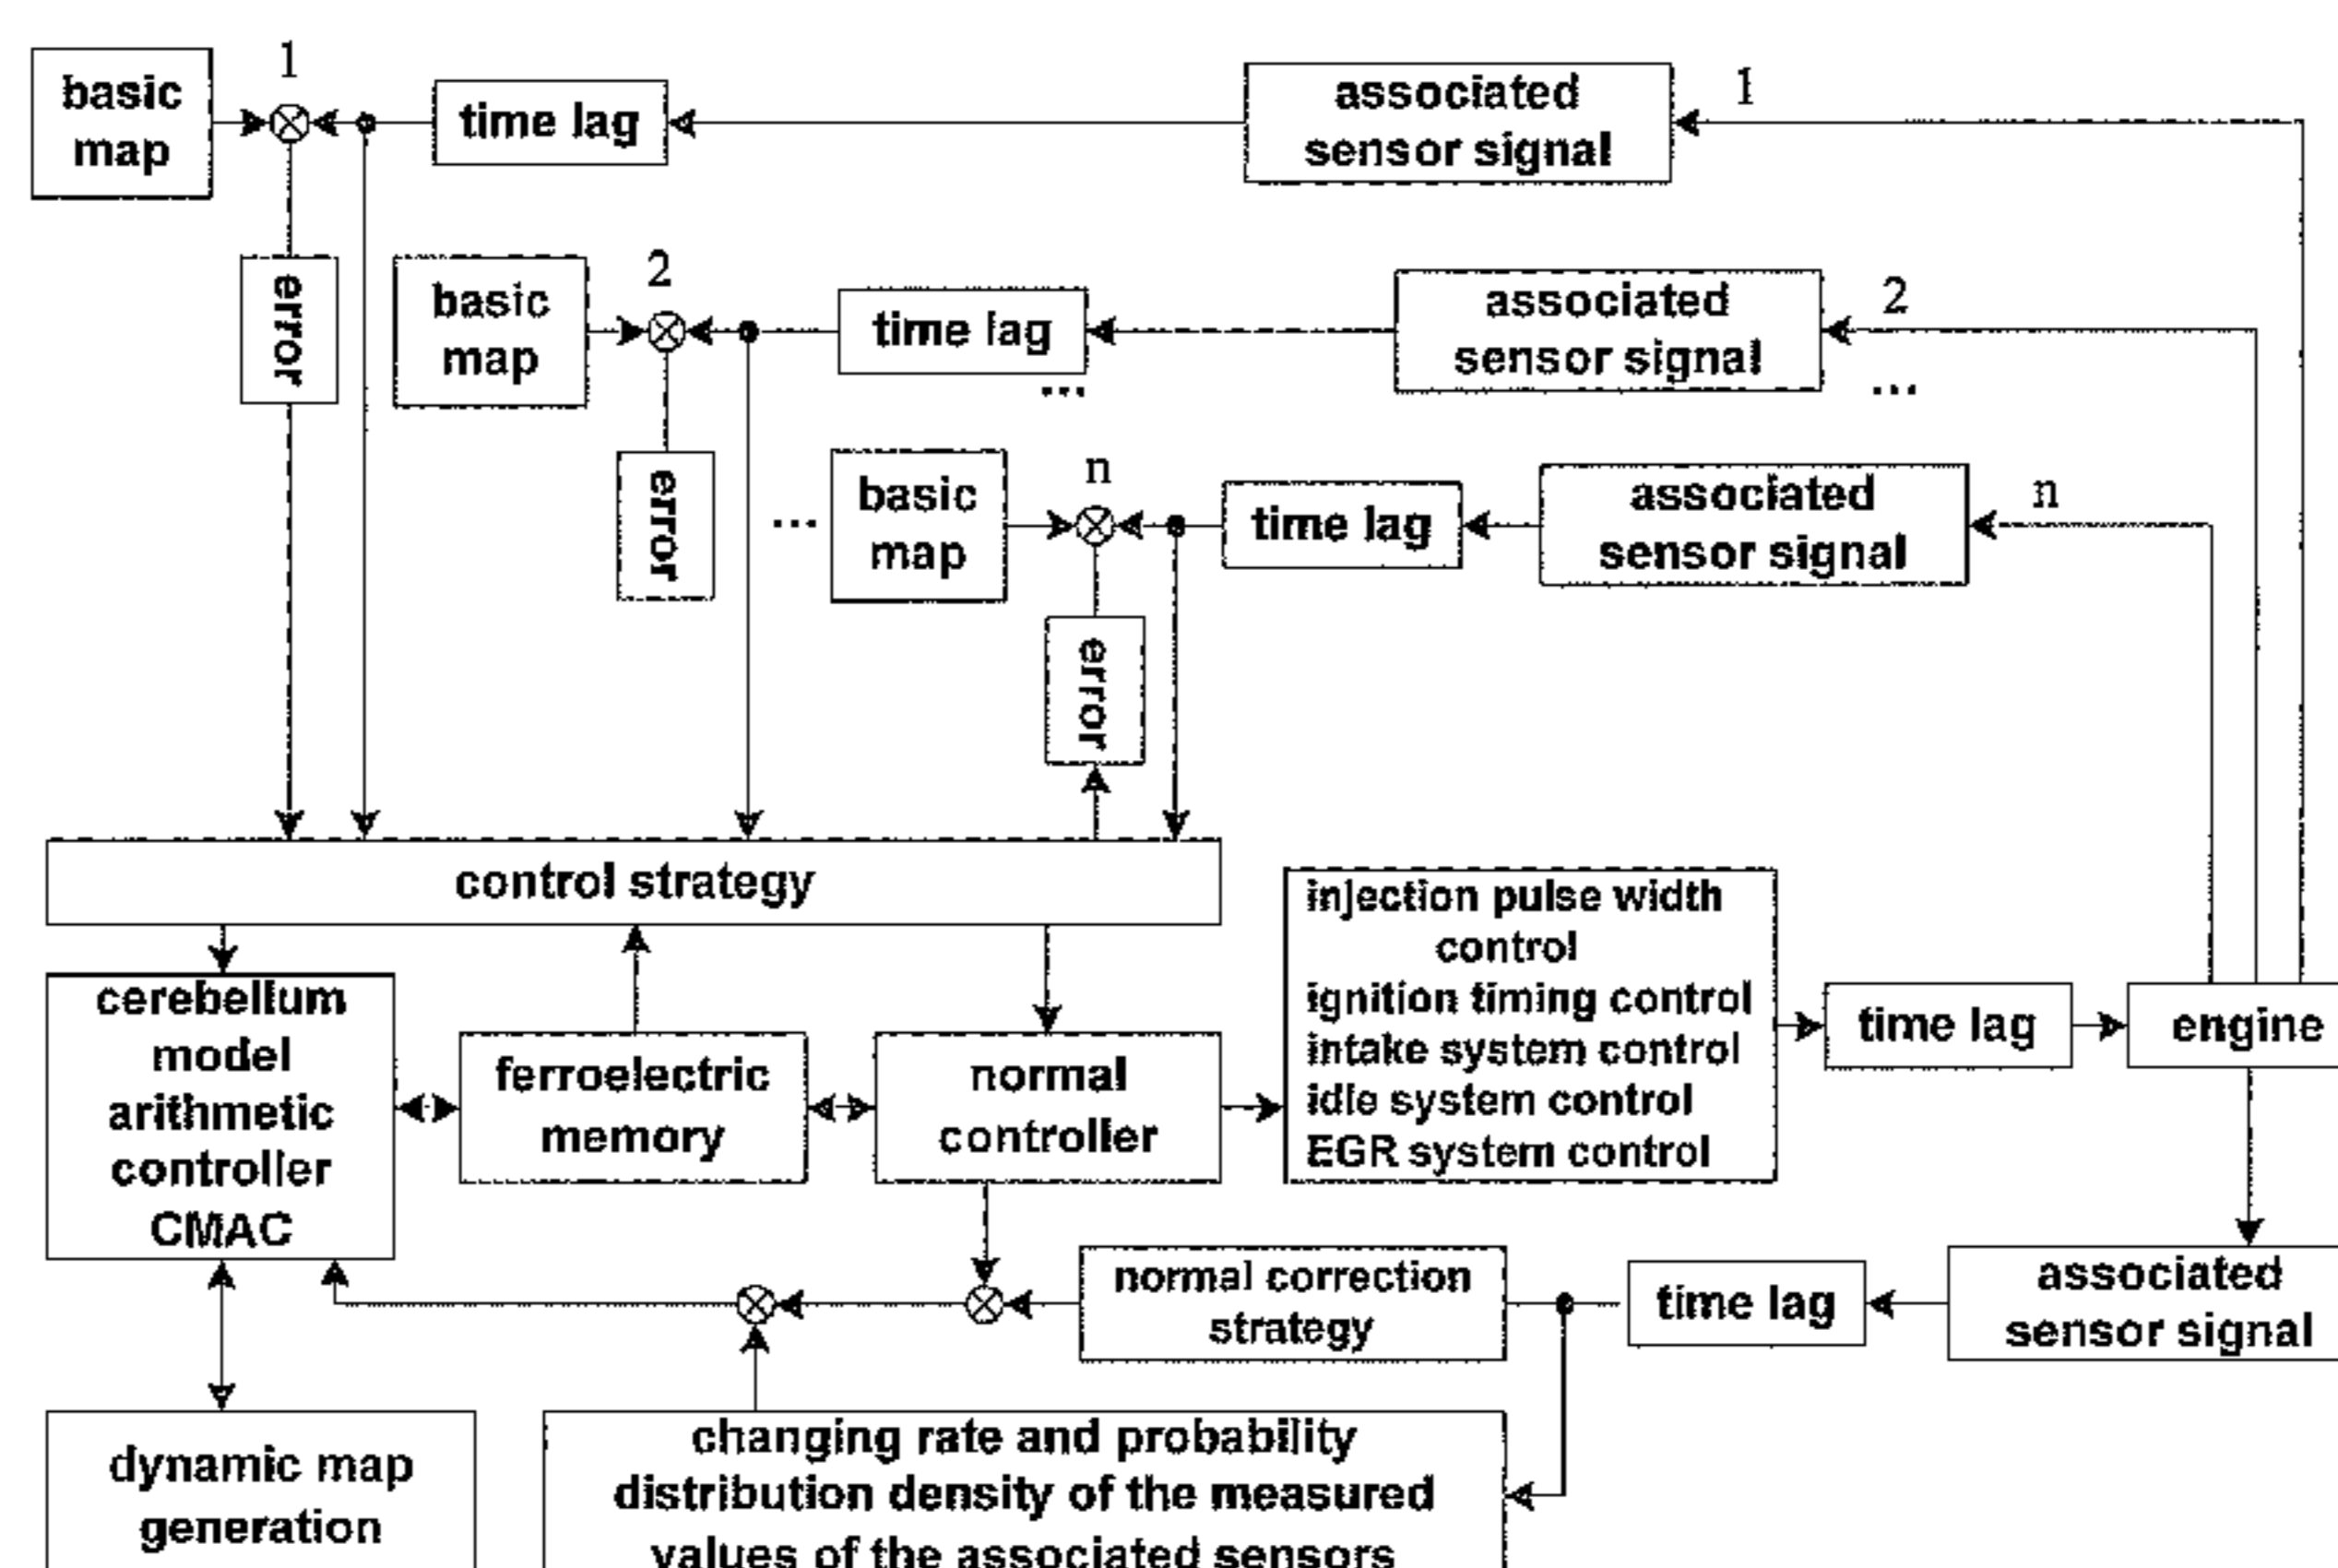 1
basic
map
time lag
associated
sensor signal
1
error
basic
map
2
time lag
...
associated
sensor signal
2
...
error
...
basic
map
n
time lag
associated
sensor signal
n
error
control strategy
cerebellum
model
arithmetic
controller
CMAC
ferroelectric
memory
normal
controller
injection pulse width
control
ignition timing control
intake system control
idle system control
EGR system control
time lag
engine
normal correction
strategy
time lag
associated
sensor signal
dynamic map
generation
changing rate and probability
distribution density of the measured
values of the associated sensors